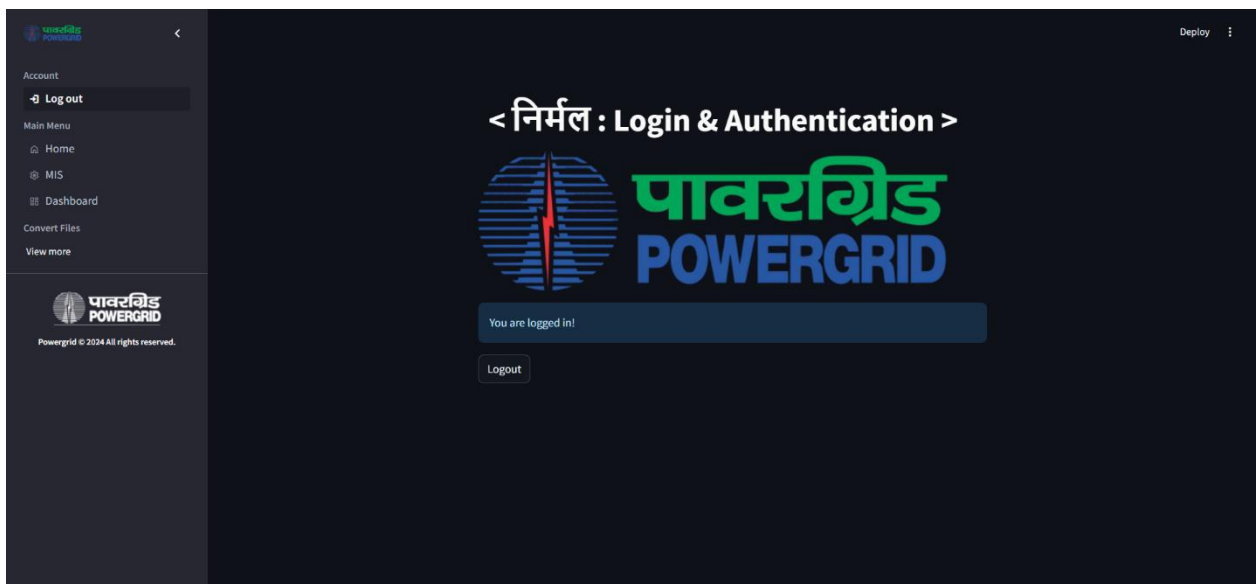 पावरग्रिड
POWERGRID
Account
Log out
Main Menu
Home
MIS
Dashboard
Convert Files
View more
पावरग्रिड
POWERGRID
Powergrid © 2024 All rights reserved.
Deploy
< निर्मल : Login & Authentication >
पावरग्रिड
POWERGRID
You are logged in!
Logout